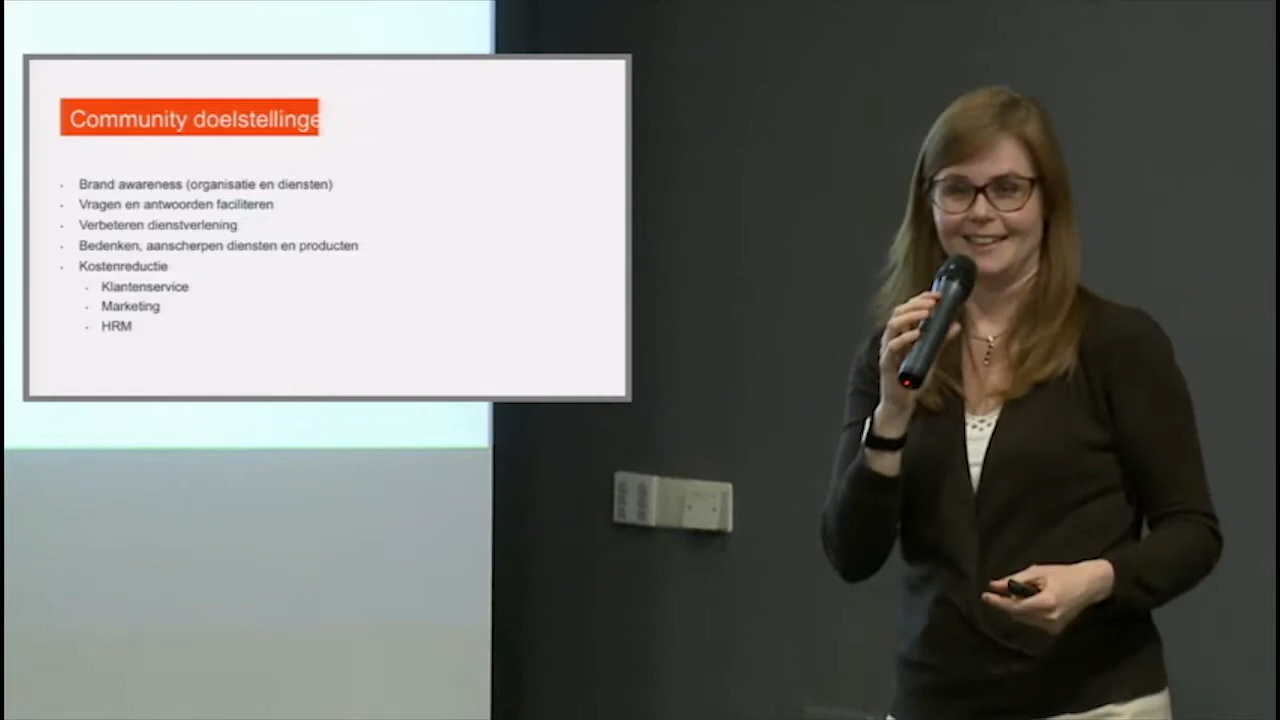 Community doelstellinge
Brand awareness (organisatie en diensten)
Vragen en antwoorden faciliteren
Verbeteren dienstverlening
Bedenken, aanscherpen diensten en producten
Kostenreductie
Klantenservice
Marketing
HRM